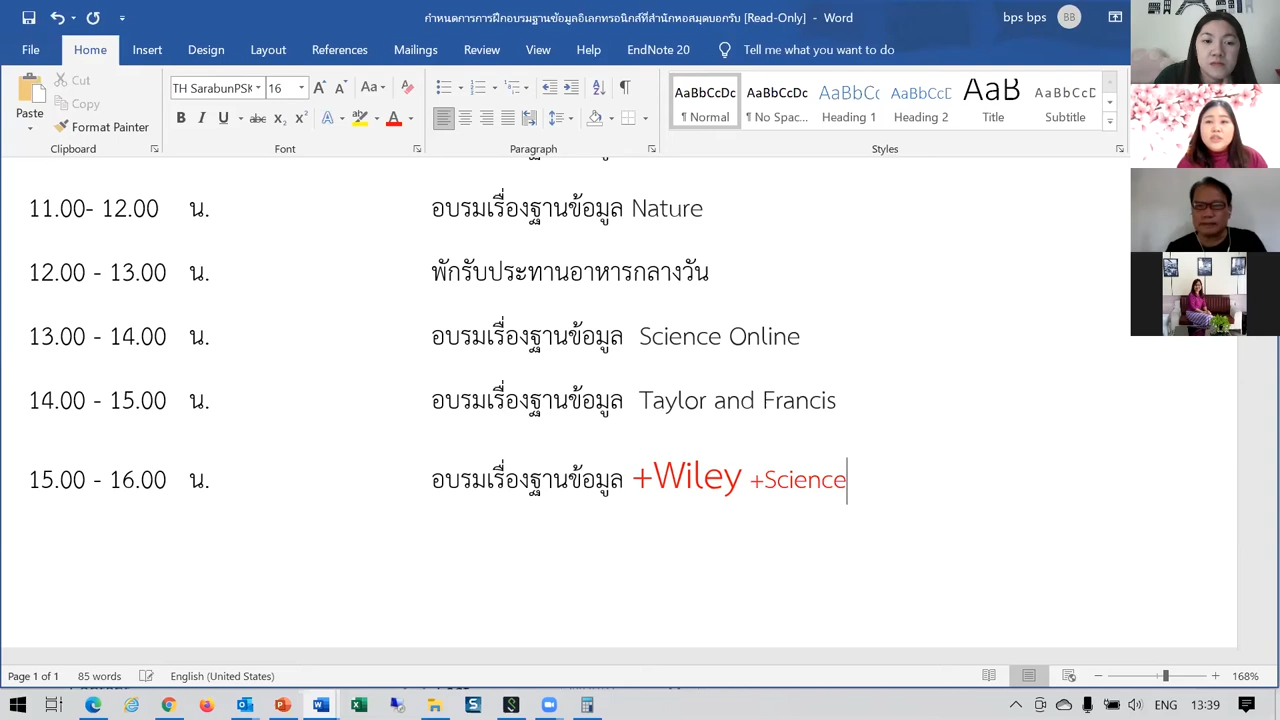 กำหนดการการฝึกอบรมฐานข้อมูลอิเลกทรอนิกส์ที่สำนักหอสมุดบอกรับ [Read-Only] - Word
bps bps
BB
File Home Insert Design Layout References Mailings Review View Help EndNote 20 Tell me what you want to do
Paste
Cut
Copy
Format Painter
Clipboard
TH SarabunPSK 16
Font
Paragraph
AaBbCcDc AaBbCcDc AaBbCc AaBbCcD AaB AaBbCcD
¶ Normal ¶ No Spac... Heading 1 Heading 2 Title Subtitle
Styles
11.00- 12.00 น. อบรมเรื่องฐานข้อมูล Nature
12.00 - 13.00 น. พักรับประทานอาหารกลางวัน
13.00 - 14.00 น. อบรมเรื่องฐานข้อมูล Science Online
14.00 - 15.00 น. อบรมเรื่องฐานข้อมูล Taylor and Francis
15.00 - 16.00 น. อบรมเรื่องฐานข้อมูล +Wiley +Science
Page 1 of 1 85 words English (United States) 168%
ENG 13:39